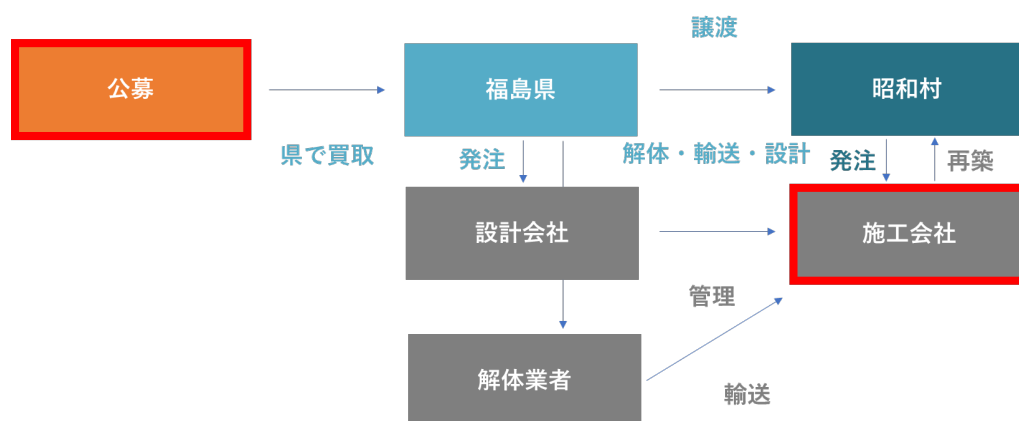 譲渡
公募
福島県
昭和村
県で買取
発注
解体・輸送・設計
発注
再築
設計会社
施工会社
管理
解体業者
輸送